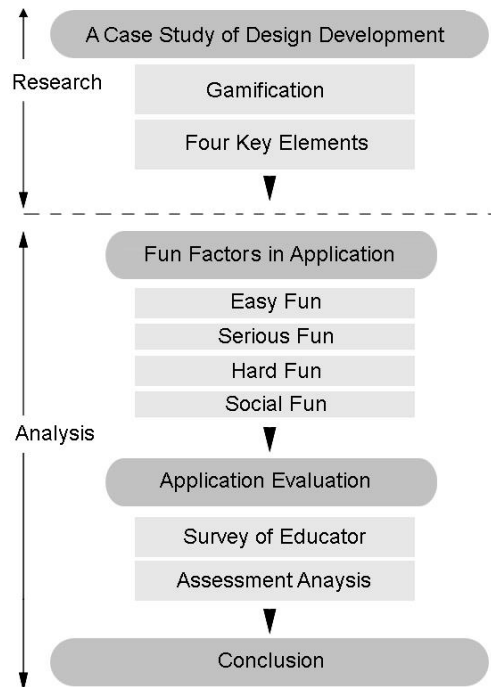 A Case Study of Design Development
Research
Gamification
Four Key Elements
Fun Factors in Application
Easy Fun
Serious Fun
Hard Fun
Social Fun
Analysis
Application Evaluation
Survey of Educator
Assessment Anaysis
Conclusion